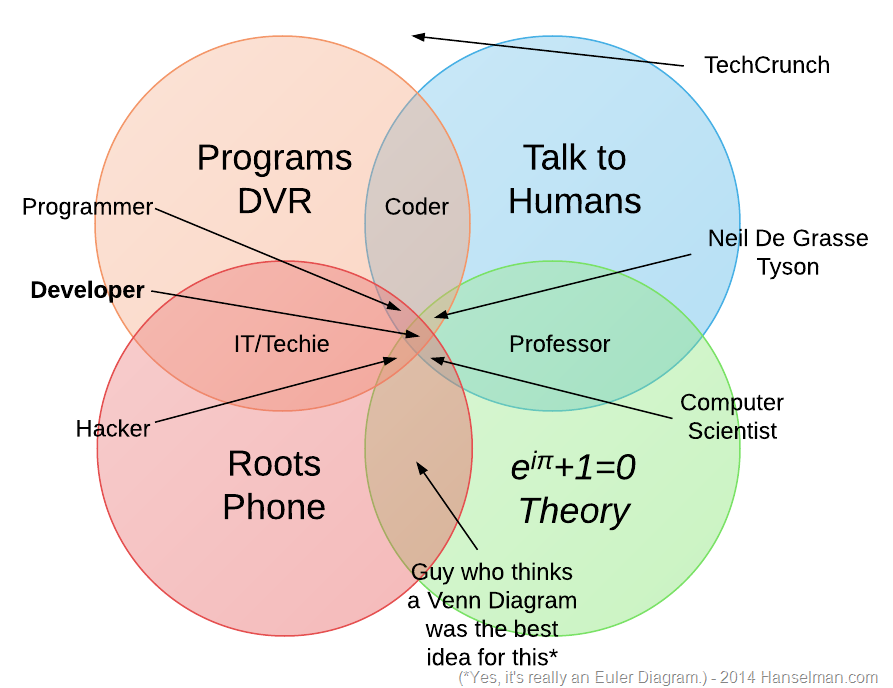 TechCrunch
Programs
DVR
Talk to
Humans
Programmer
Coder
Neil De Grasse
Tyson
Developer
IT/Techie
Professor
Hacker
Computer
Scientist
Roots
Phone
e^{iπ}+1=0
Theory
Guy who thinks
a Venn Diagram
was the best
idea for this*
(*Yes, it's really an Euler Diagram.) - 2014 Hanselman.com